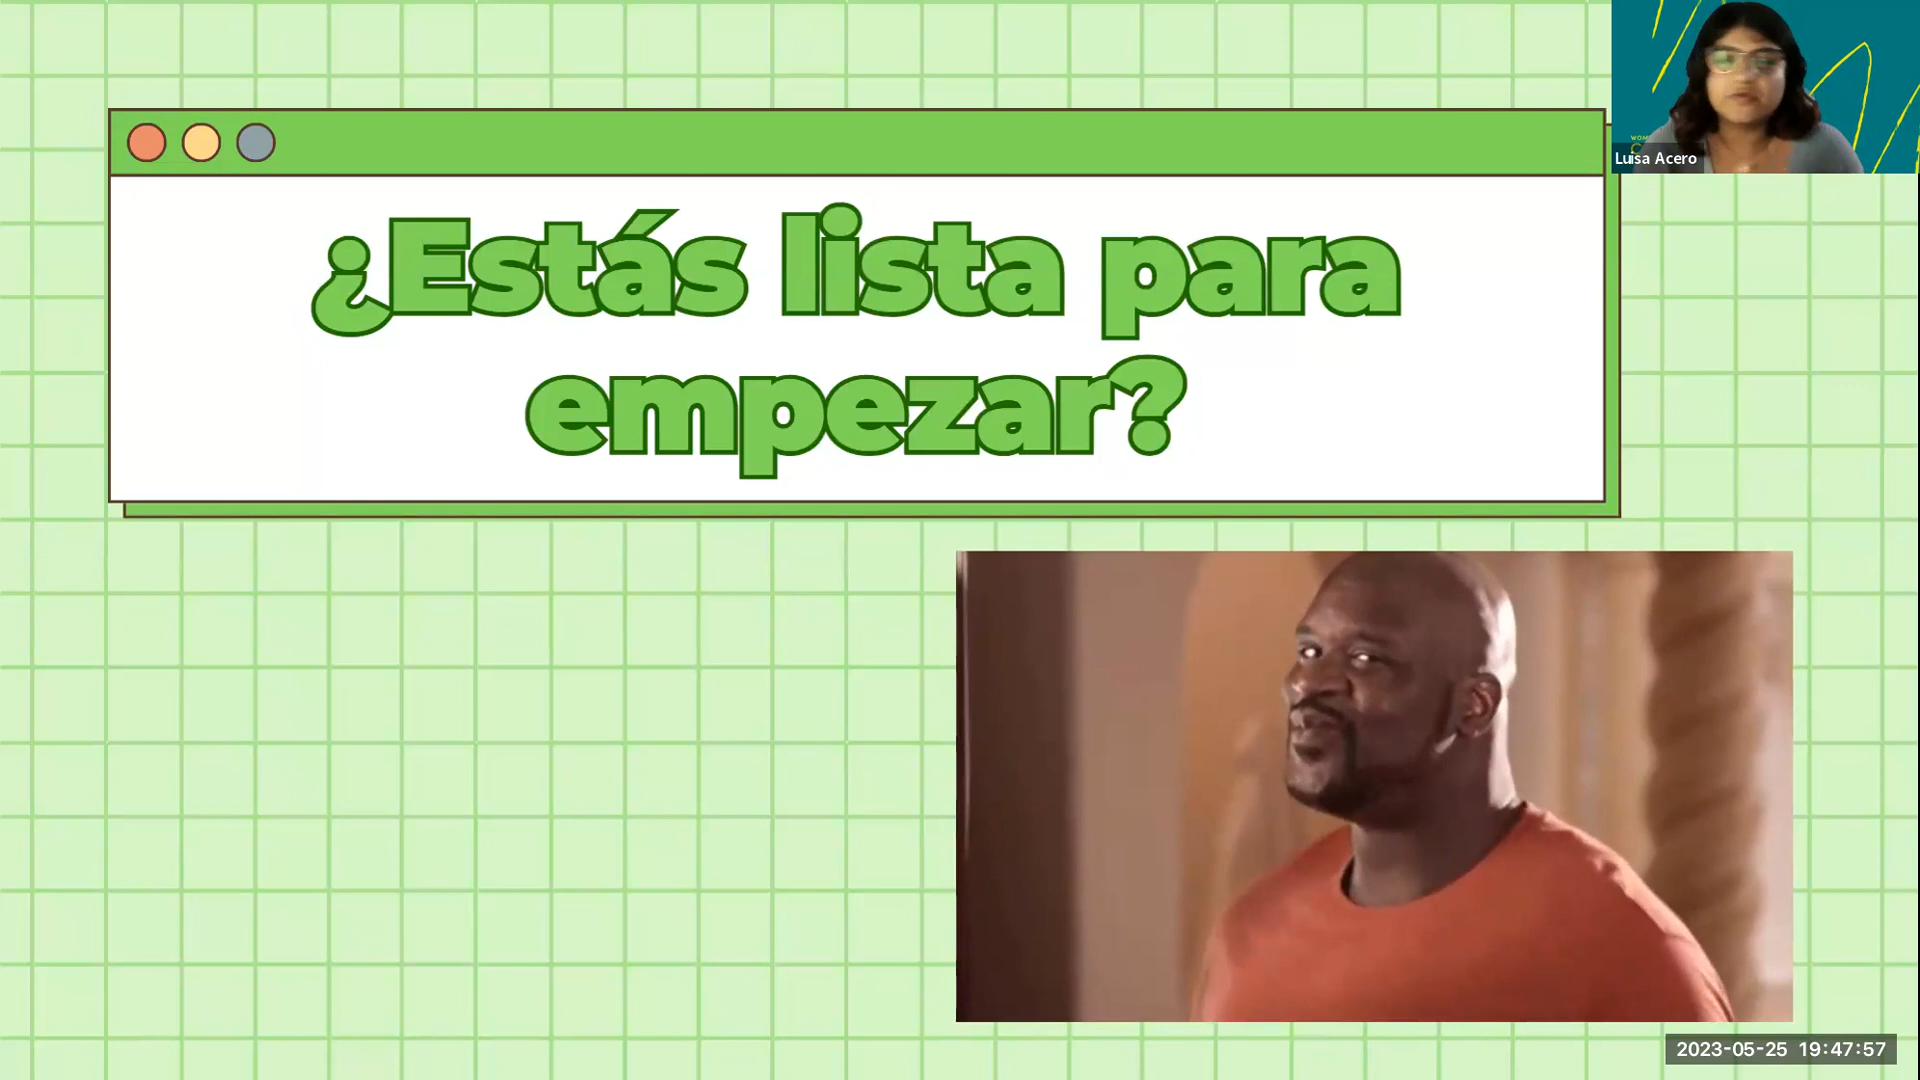 ¿Estás lista para
empezar?
Luisa Acero
2023-05-25 19:47:57